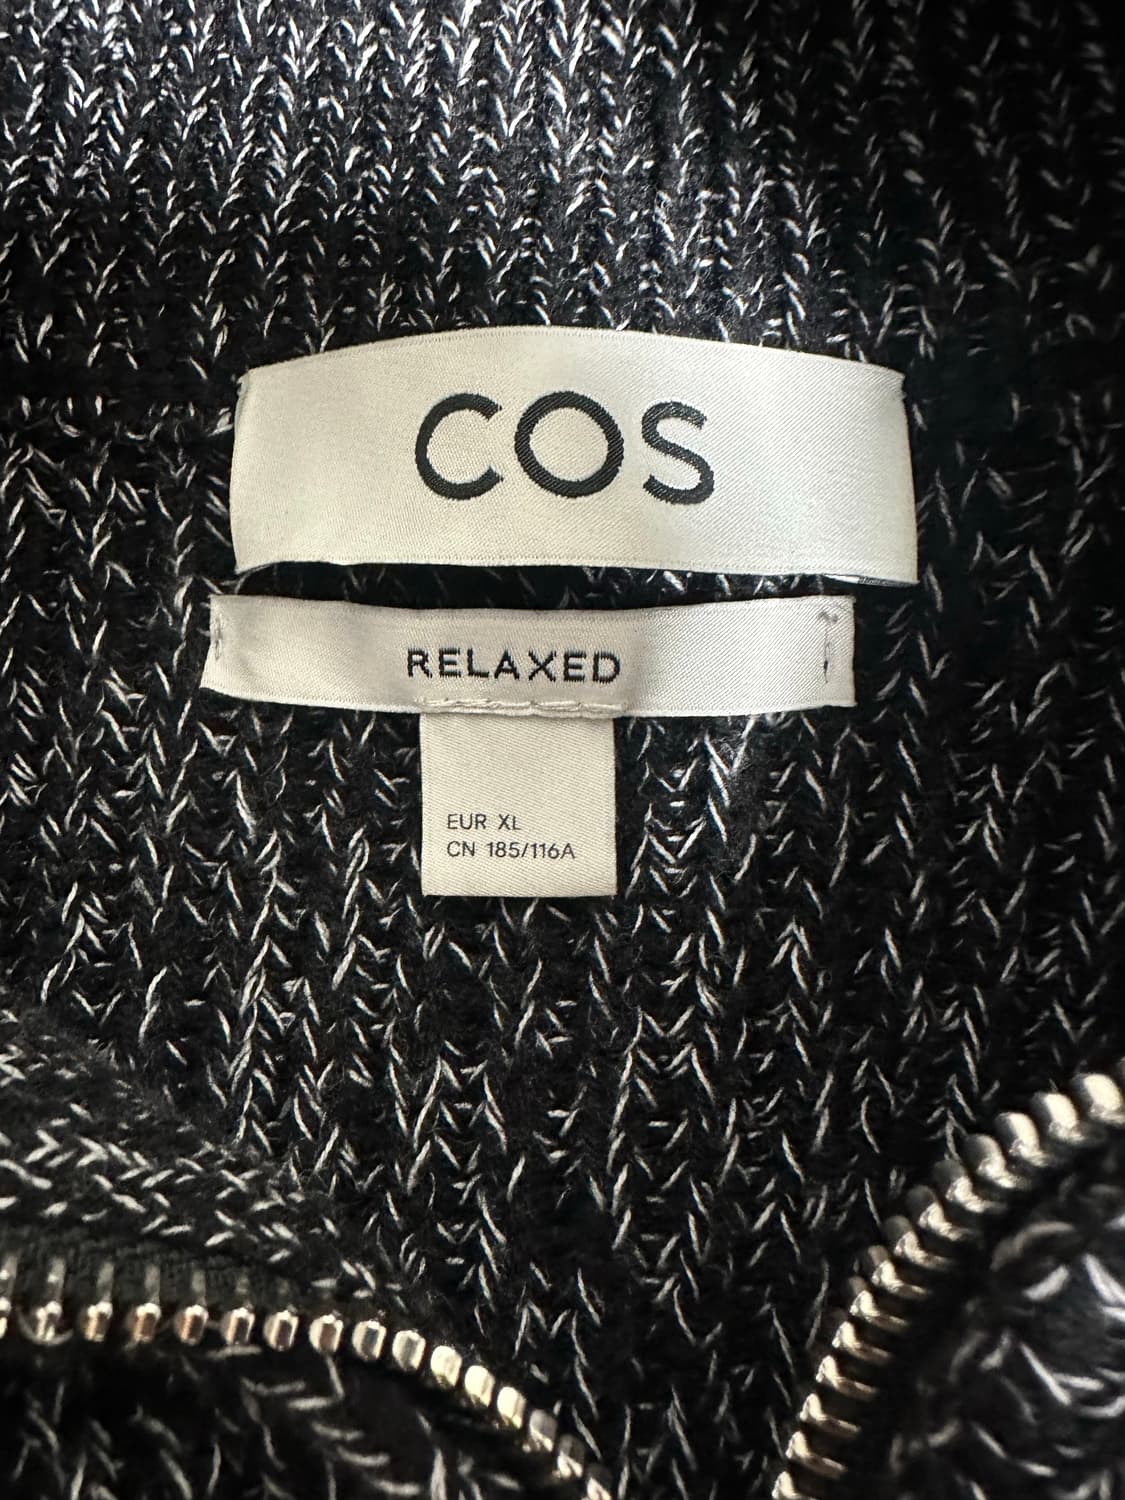 COS
RELAXED
EUR XL
CN 185/116A